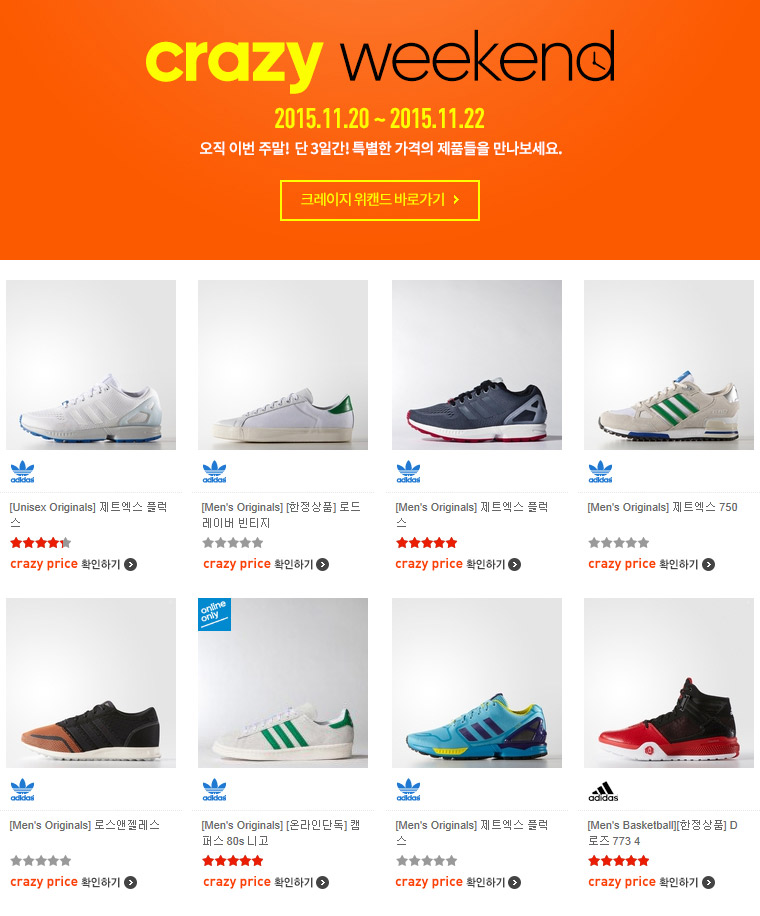 crazy weekend
2015.11.20 ~ 2015.11.22
오직 이번 주말! 단 3일간! 특별한 가격의 제품들을 만나보세요.
크레이지 위캔드 바로가기
adidas
[Unisex Originals] 제트엑스 플럭
스
crazy price 확인하기
adidas
[Men's Originals] [한정상품] 로드
레이버 빈티지
crazy price 확인하기
adidas
[Men's Originals] 제트엑스 플럭
스
crazy price 확인하기
adidas
[Men's Originals] 제트엑스 750
crazy price 확인하기
adidas
[Men's Originals] 로스앤젤레스
crazy price 확인하기
online
only
adidas
[Men's Originals] [온라인단독] 캠
퍼스 80s 니고
crazy price 확인하기
adidas
[Men's Originals] 제트엑스 플럭
스
crazy price 확인하기
adidas
[Men's Basketball][한정상품] D
로즈 773 4
crazy price 확인하기